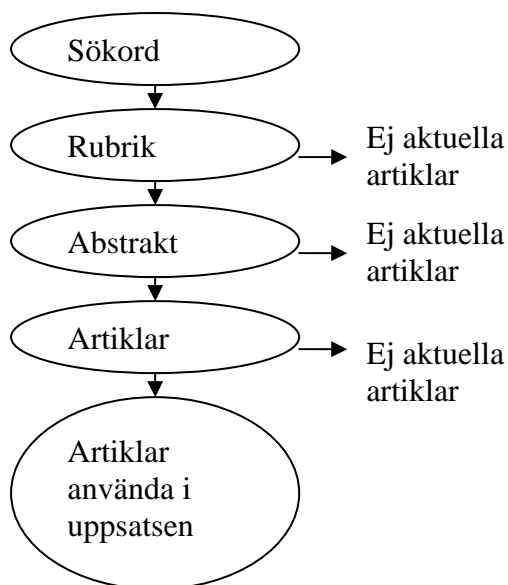 Sökord
Rubrik
Ej aktuella
artiklar
Abstrakt
Ej aktuella
artiklar
Artiklar
Ej aktuella
artiklar
Artiklar
använda i
uppsatsen